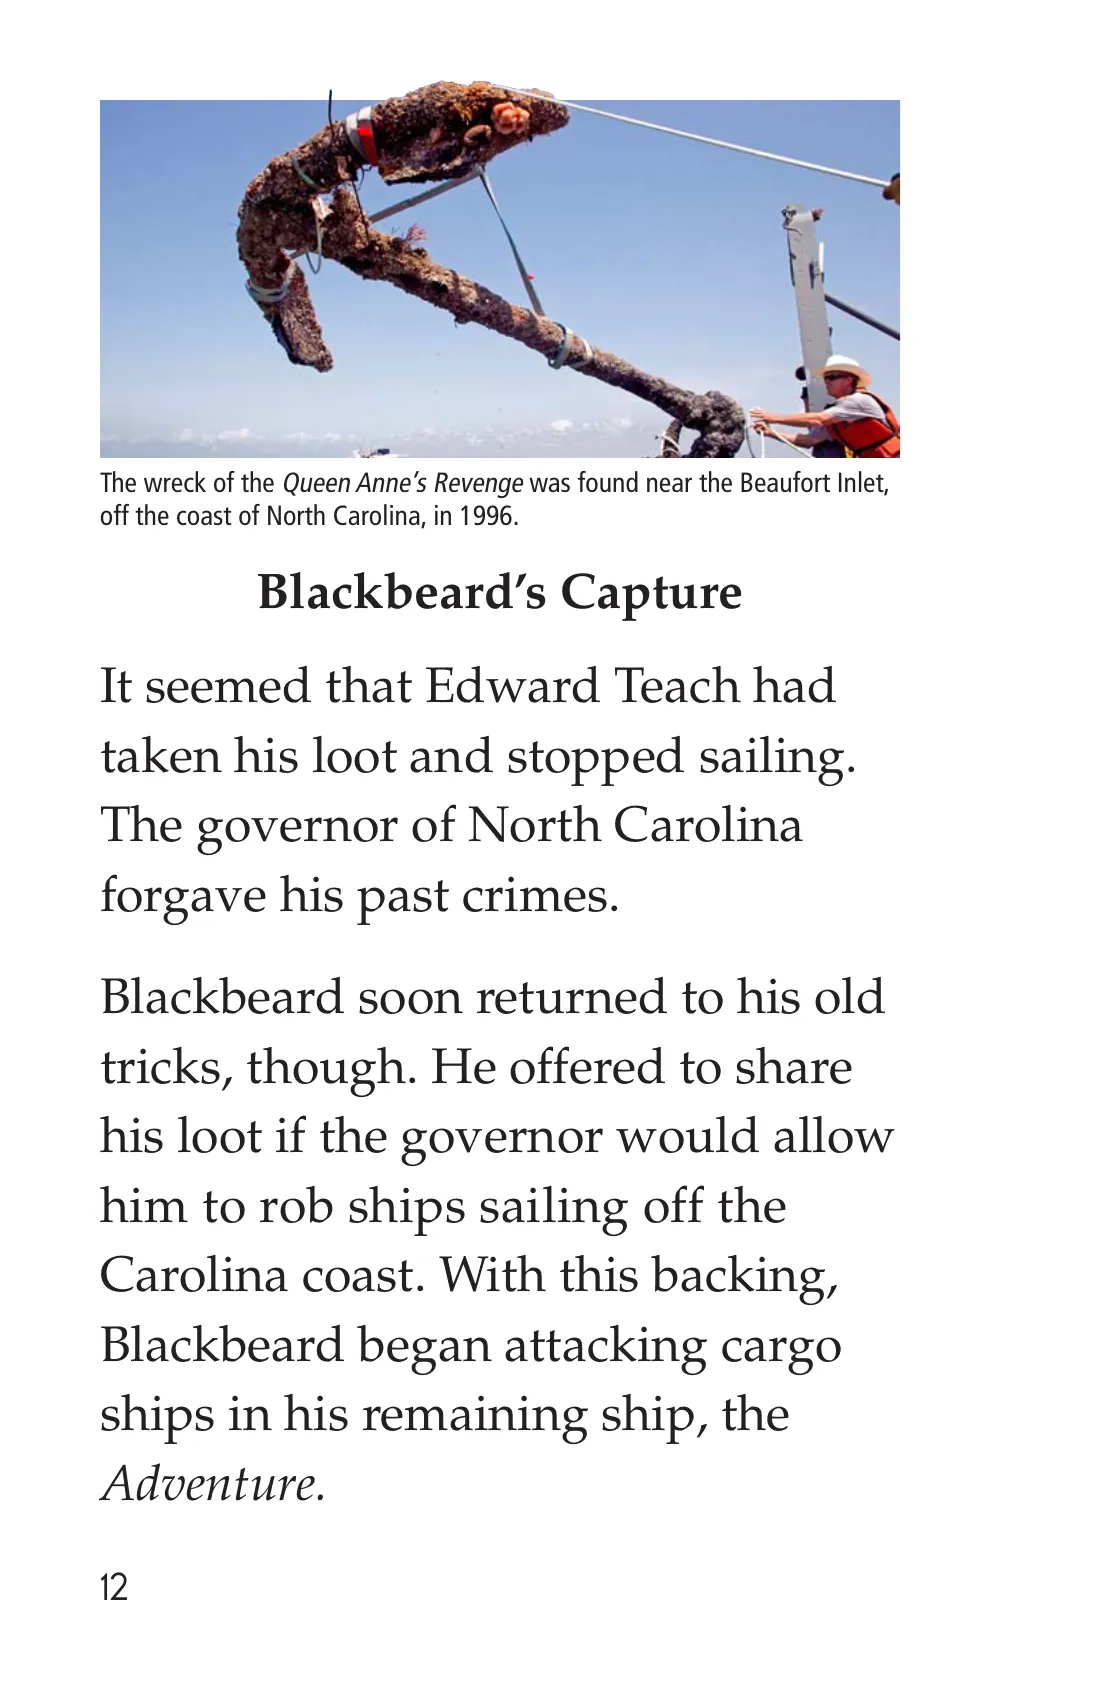 The wreck of the Queen Anne’s Revenge was found near the Beaufort Inlet,
off the coast of North Carolina, in 1996.
Blackbeard’s Capture
It seemed that Edward Teach had
taken his loot and stopped sailing.
The governor of North Carolina
forgave his past crimes.
Blackbeard soon returned to his old
tricks, though. He offered to share
his loot if the governor would allow
him to rob ships sailing off the
Carolina coast. With this backing,
Blackbeard began attacking cargo
ships in his remaining ship, the
Adventure.
12